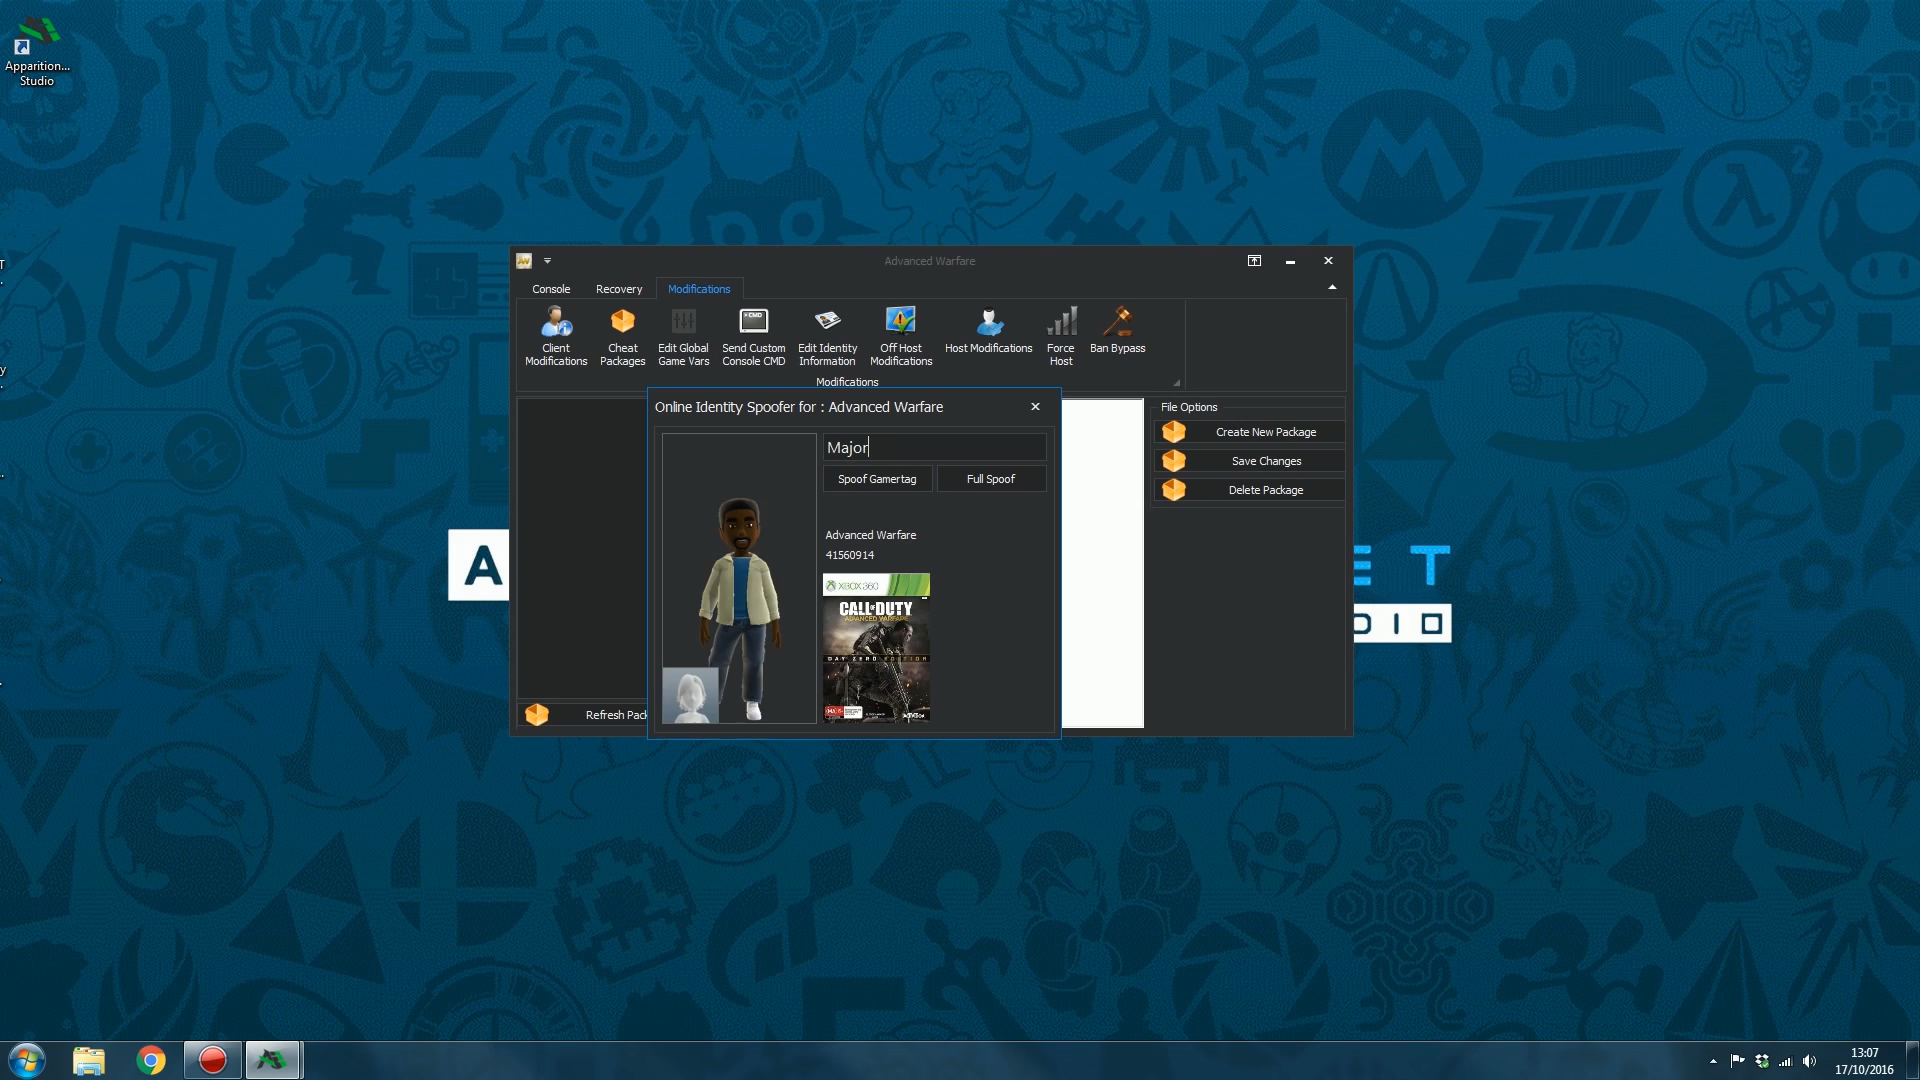 Apparition...
Studio
Advanced Warfare
Console
Recovery
Modifications
Client
Modifications
Cheat
Packages
Edit Global
Game Vars
>CMD
Send Custom
Console CMD
Edit Identity
Information
Off Host
Modifications
Host Modifications
Force
Host
Ban Bypass
Modifications
Online Identity Spoofer for : Advanced Warfare
Major
Spoof Gamertag
Full Spoof
Advanced Warfare
41560914
XBOX 360
CALL OF DUTY
ADVANCED WARFARE
DAY ZERO EDITION
File Options
Create New Package
Save Changes
Delete Package
Refresh Pack
A
E T
D I O
13:07
17/10/2016